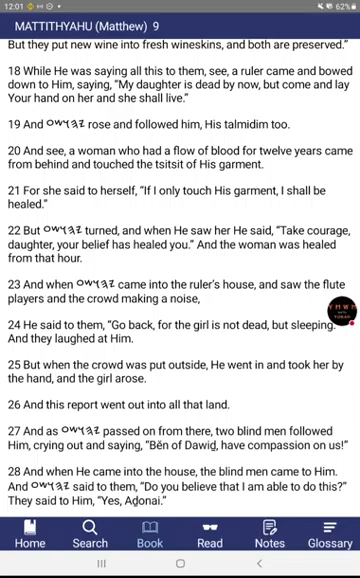 12:01 62%
MATTITHYAHU (Matthew) 9
But they put new wine into fresh wineskins, and both are preserved.”
18 While He was saying all this to them, see, a ruler came and bowed
down to Him, saying, “My daughter is dead by now, but come and lay
Your hand on her and she shall live.”
19 And 𐤉𐤄𐤅𐤔𐤏 rose and followed him, His talmidim too.
20 And see, a woman who had a flow of blood for twelve years came
from behind and touched the tsitsit of His garment.
21 For she said to herself, “If I only touch His garment, I shall be
healed.”
22 But 𐤉𐤄𐤅𐤔𐤏 turned, and when He saw her He said, “Take courage,
daughter, your belief has healed you.” And the woman was healed
from that hour.
23 And when 𐤉𐤄𐤅𐤔𐤏 came into the ruler’s house, and saw the flute
players and the crowd making a noise,
24 He said to them, “Go back, for the girl is not dead, but sleeping.”
And they laughed at Him.
25 But when the crowd was put outside, He went in and took her by
the hand, and the girl arose.
26 And this report went out into all that land.
27 And as 𐤉𐤄𐤅𐤔𐤏 passed on from there, two blind men followed
Him, crying out and saying, “Bĕn of Dawiḏ, have compassion on us!”
28 And when He came into the house, the blind men came to Him.
And 𐤉𐤄𐤅𐤔𐤏 said to them, “Do you believe that I am able to do this?”
They said to Him, “Yes, Aḏonai.”
Home Search Book Read Notes Glossary